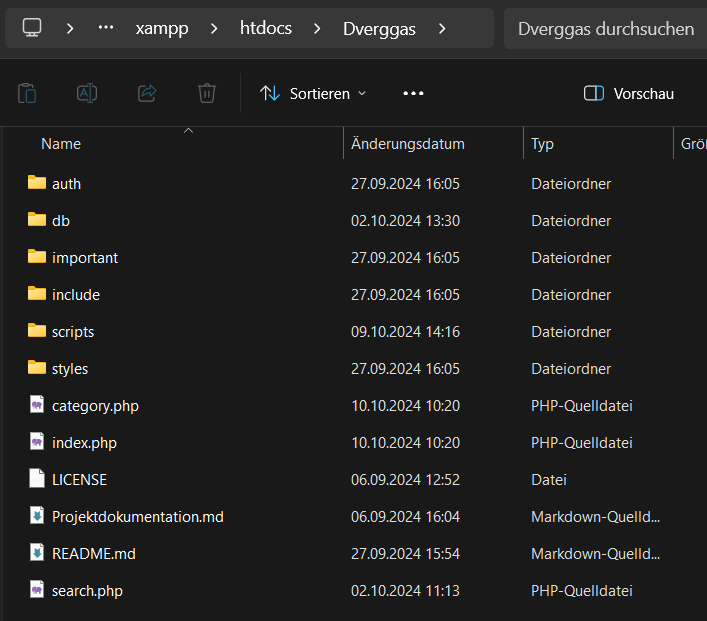 > ··· xampp > htdocs > Dverggas > Dverggas durchsuchen
Sortieren ··· Vorschau
Name Änderungsdatum Typ Grö
auth 27.09.2024 16:05 Dateiordner
db 02.10.2024 13:30 Dateiordner
important 27.09.2024 16:05 Dateiordner
include 27.09.2024 16:05 Dateiordner
scripts 09.10.2024 14:16 Dateiordner
styles 27.09.2024 16:05 Dateiordner
category.php 10.10.2024 10:20 PHP-Quelldatei
index.php 10.10.2024 10:20 PHP-Quelldatei
LICENSE 06.09.2024 12:52 Datei
Projektdokumentation.md 06.09.2024 16:04 Markdown-Quelld...
README.md 27.09.2024 15:54 Markdown-Quelld...
search.php 02.10.2024 11:13 PHP-Quelldatei